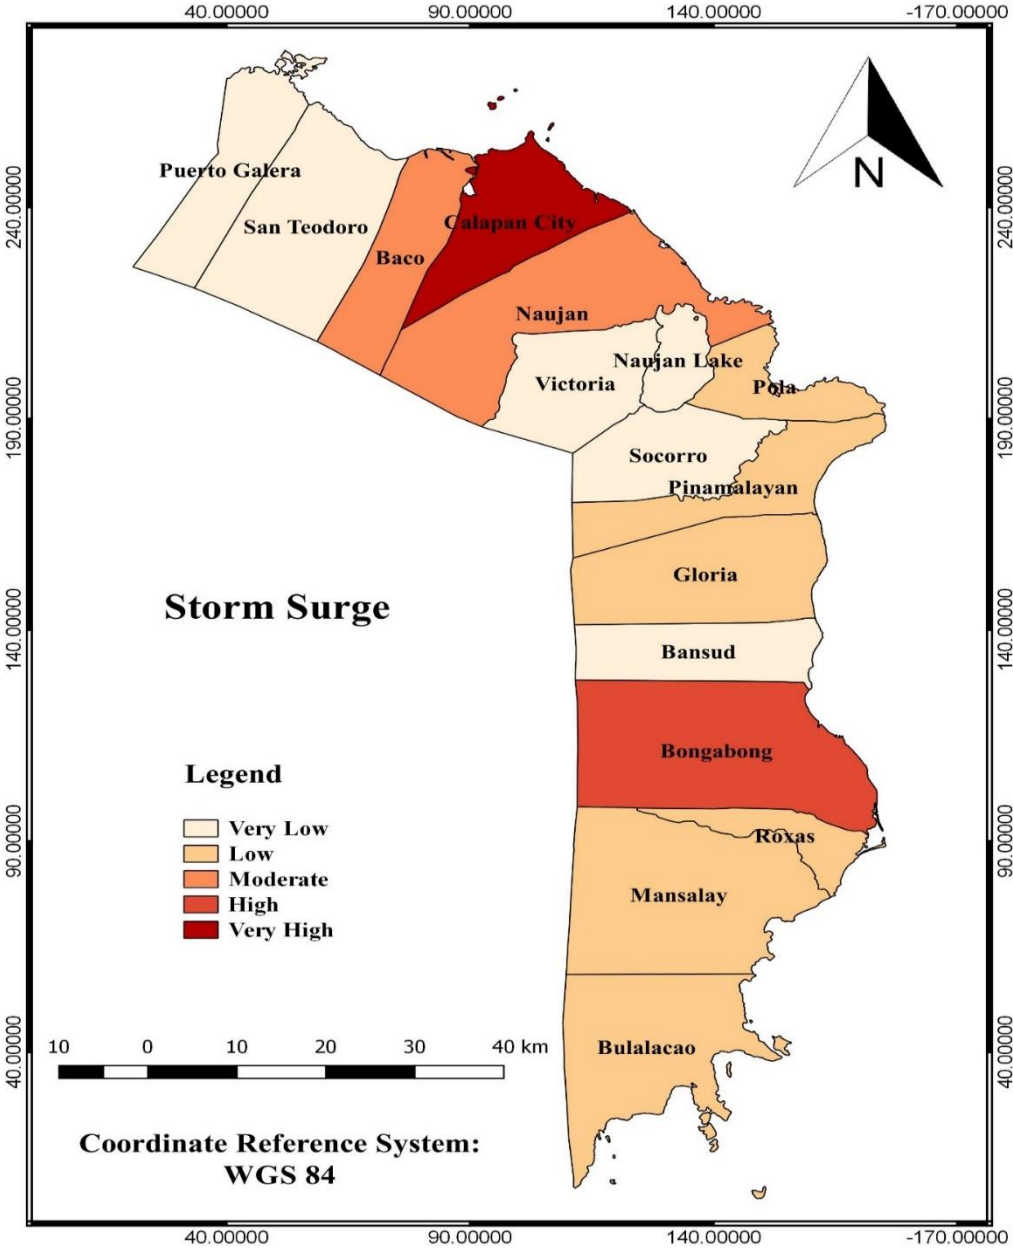 40.00000 90.00000 140.00000 -170.00000
240.00000 240.00000
190.00000 190.00000
140.00000 140.00000
90.00000 90.00000
40.00000 40.00000
N
Puerto Galera
San Teodoro
Calapan City
Baco
Naujan
Naujan Lake
Victoria
Pola
Socorro
Pinamalayan
Gloria
Storm Surge
Bansud
Bongabong
Legend
Very Low
Low
Moderate
High
Very High
Roxas
Mansalay
Bulalacao
10 0 10 20 30 40 km
Coordinate Reference System:
WGS 84
40.00000 90.00000 140.00000 -170.00000